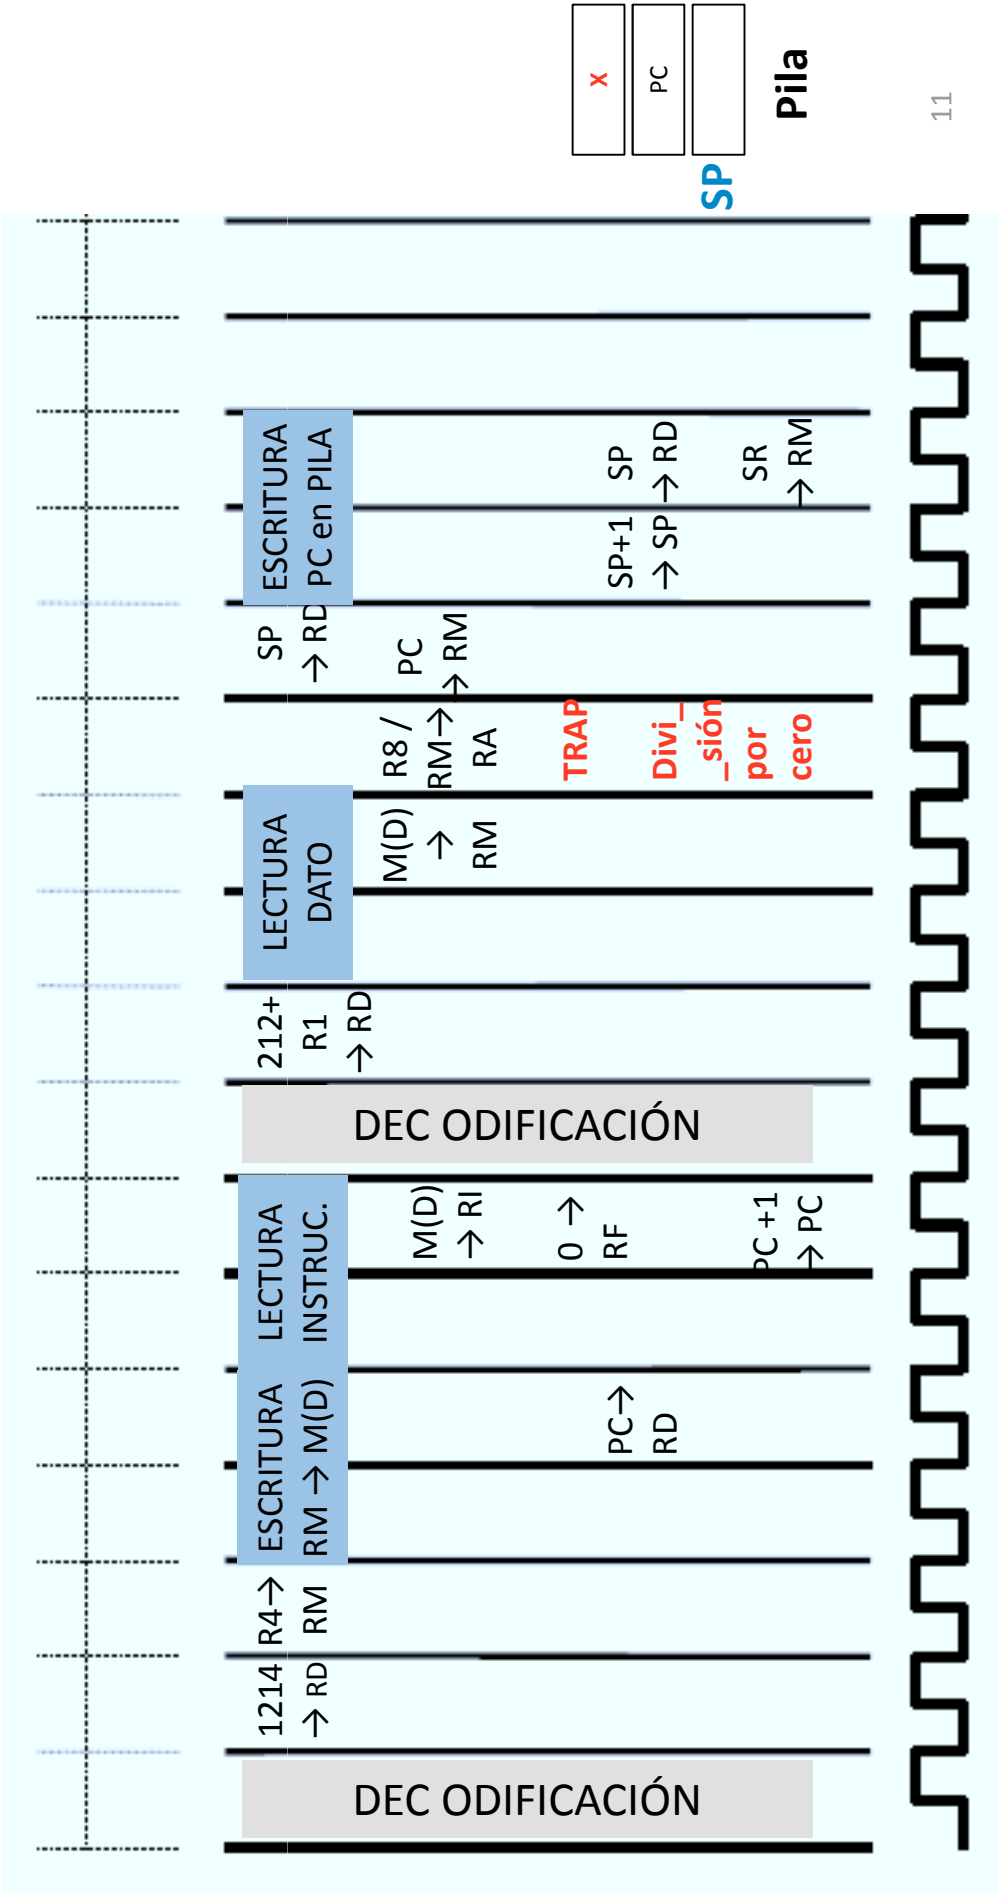 DEC ODIFICACIÓN
1214
→ RD
R4→
RM
ESCRITURA
RM → M(D)
PC→
RD
LECTURA
INSTRUC.
M(D)
→ RI
0 →
RF
PC +1
→ PC
DEC ODIFICACIÓN
212+
R1
→ RD
LECTURA
DATO
M(D)
→
RM
R8 /
RM→
RA
TRAP
Divi_
_sión
por
cero
SP
→ RD
PC
→ RM
ESCRITURA
PC en PILA
SP+1
→ SP
SP
→ RD
SR
→ RM
X
PC
SP
Pila
11